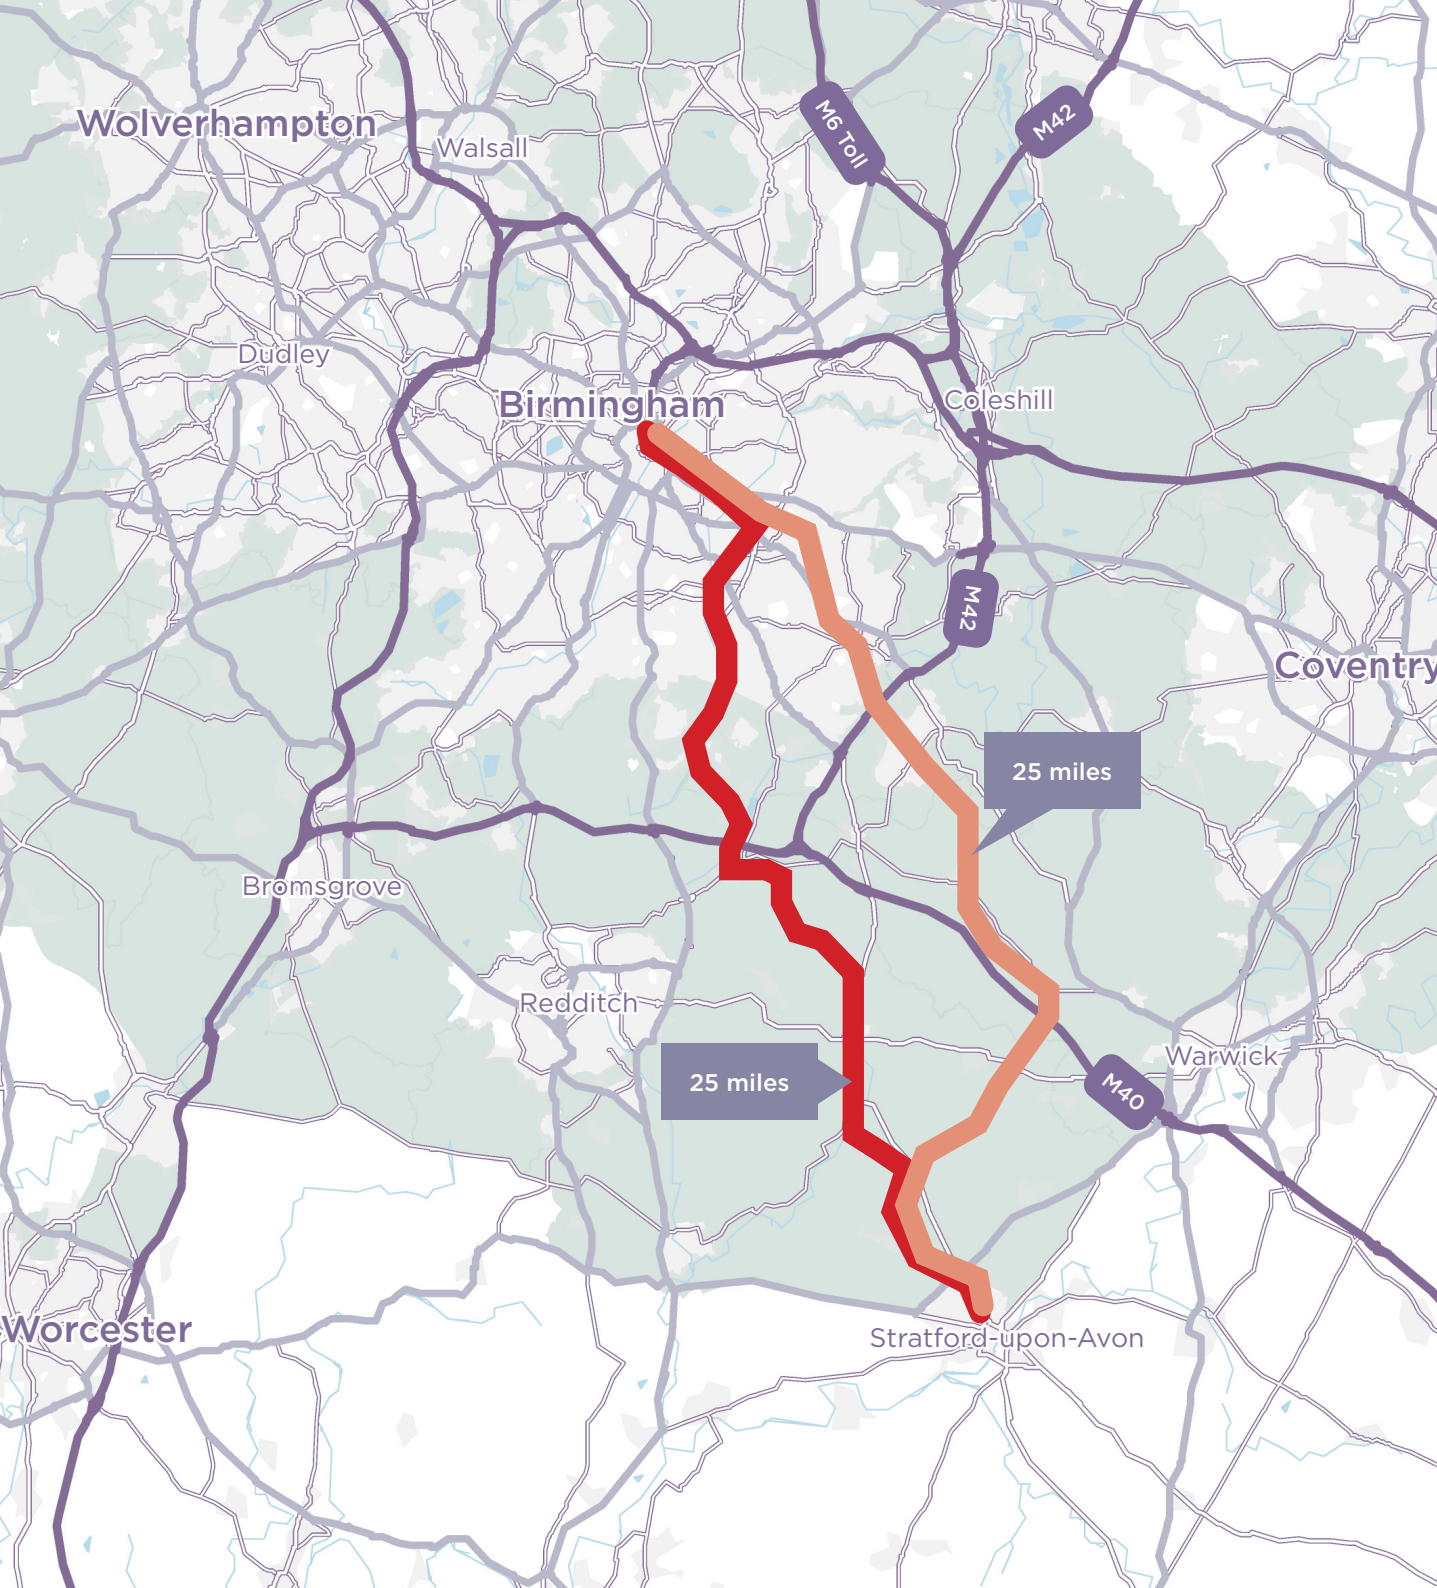 Wolverhampton
Walsall
M6 Toll
M42
Dudley
Birmingham
Coleshill
M42
Coventry
25 miles
Bromsgrove
Redditch
25 miles
Warwick
M40
Worcester
Stratford-upon-Avon